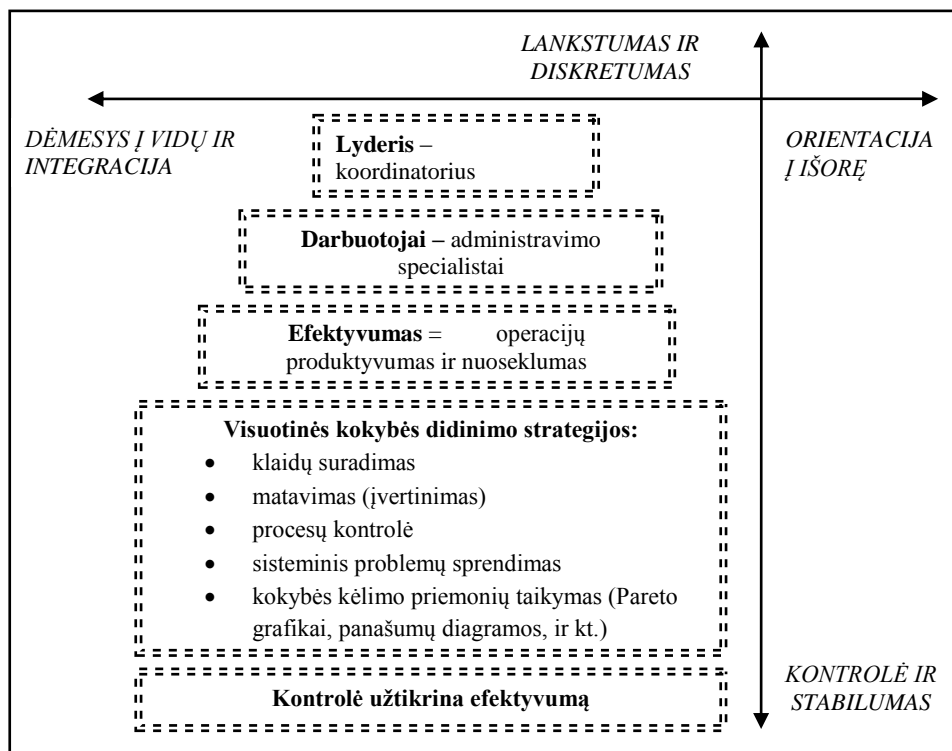 LANKSTUMAS IR
DISKRETUMAS
DĖMESYS Į VIDŲ IR
INTEGRACIJA
ORIENTACIJA
Į IŠORĘ
Lyderis –
koordinatorius
Darbuotojai – administravimo
specialistai
Efektyvumas = operacijų
produktyvumas ir nuoseklumas
Visuotinės kokybės didinimo strategijos:
• klaidų suradimas
• matavimas (įvertinimas)
• procesų kontrolė
• sisteminis problemų sprendimas
• kokybės kėlimo priemonių taikymas (Pareto
grafikai, panašumų diagramos, ir kt.)
Kontrolė užtikrina efektyvumą
KONTROLĖ IR
STABILUMAS